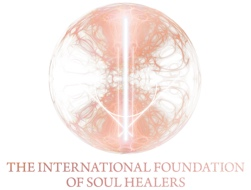 THE INTERNATIONAL FOUNDATION
OF SOUL HEALERS